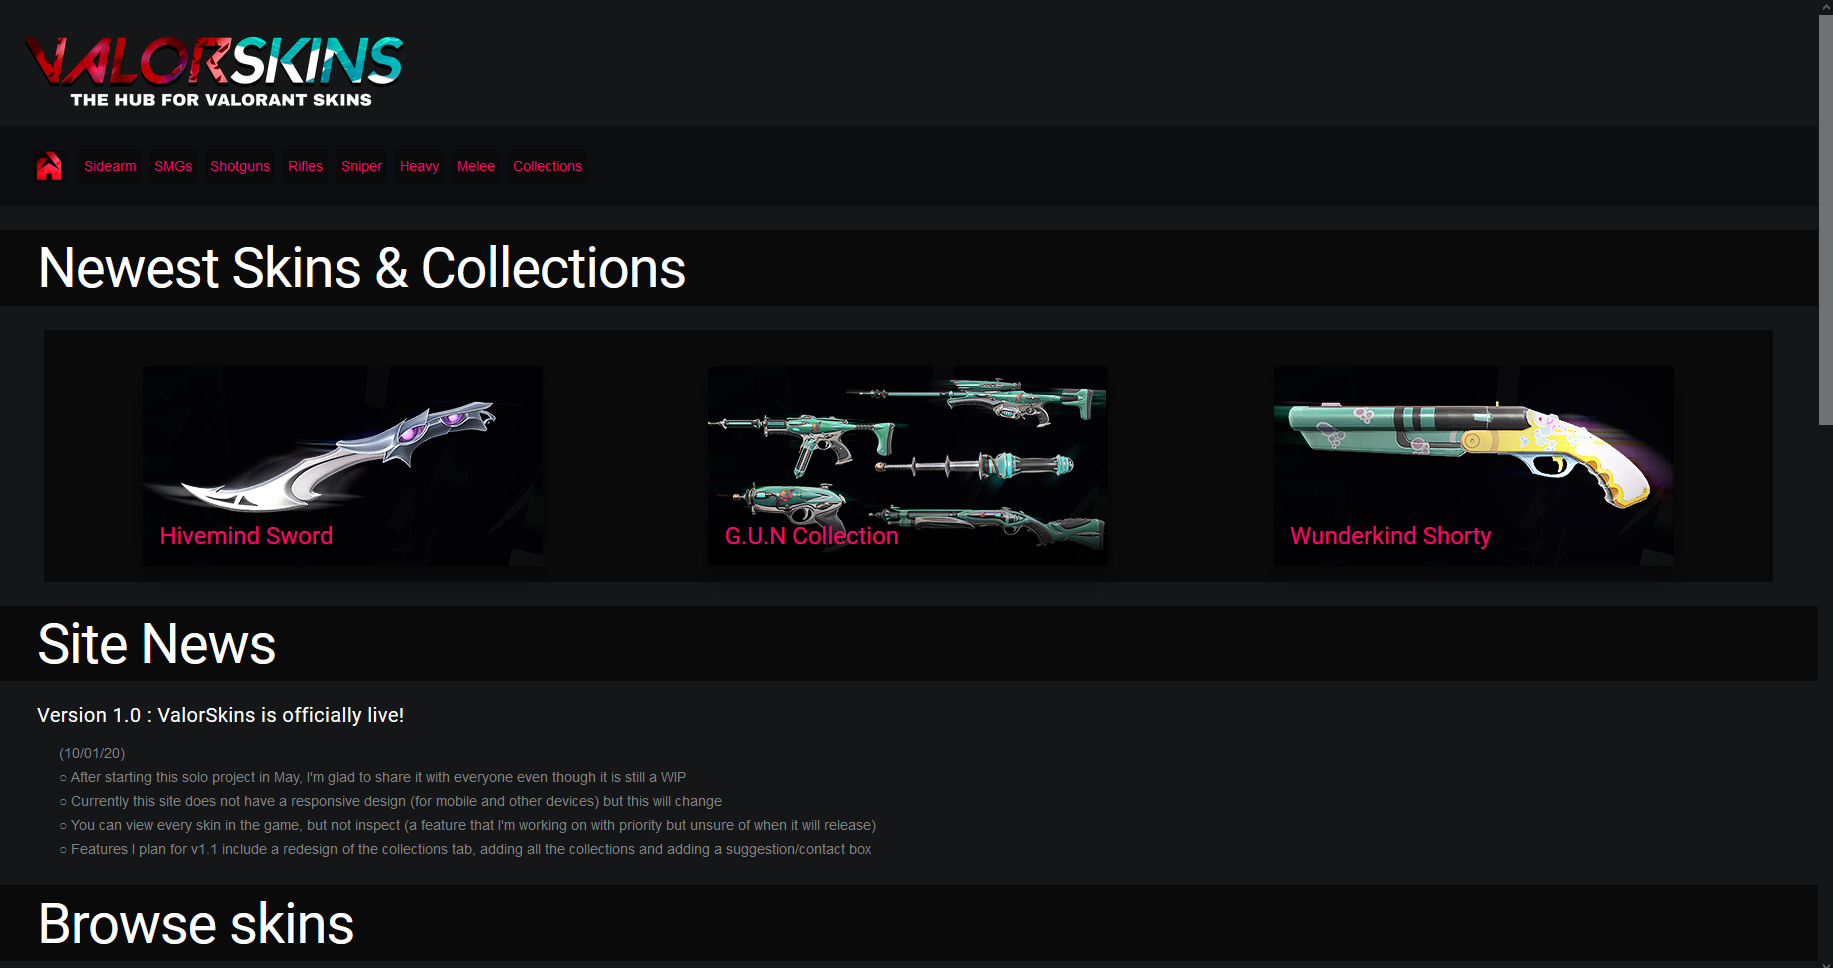 VALORSKINS
THE HUB FOR VALORANT SKINS
Sidearm SMGs Shotguns Rifles Sniper Heavy Melee Collections
Newest Skins & Collections
Hivemind Sword G.U.N Collection Wunderkind Shorty
Site News
Version 1.0 : ValorSkins is officially live!
(10/01/20)
○ After starting this solo project in May, I'm glad to share it with everyone even though it is still a WIP
○ Currently this site does not have a responsive design (for mobile and other devices) but this will change
○ You can view every skin in the game, but not inspect (a feature that I'm working on with priority but unsure of when it will release)
○ Features I plan for v1.1 include a redesign of the collections tab, adding all the collections and adding a suggestion/contact box
Browse skins